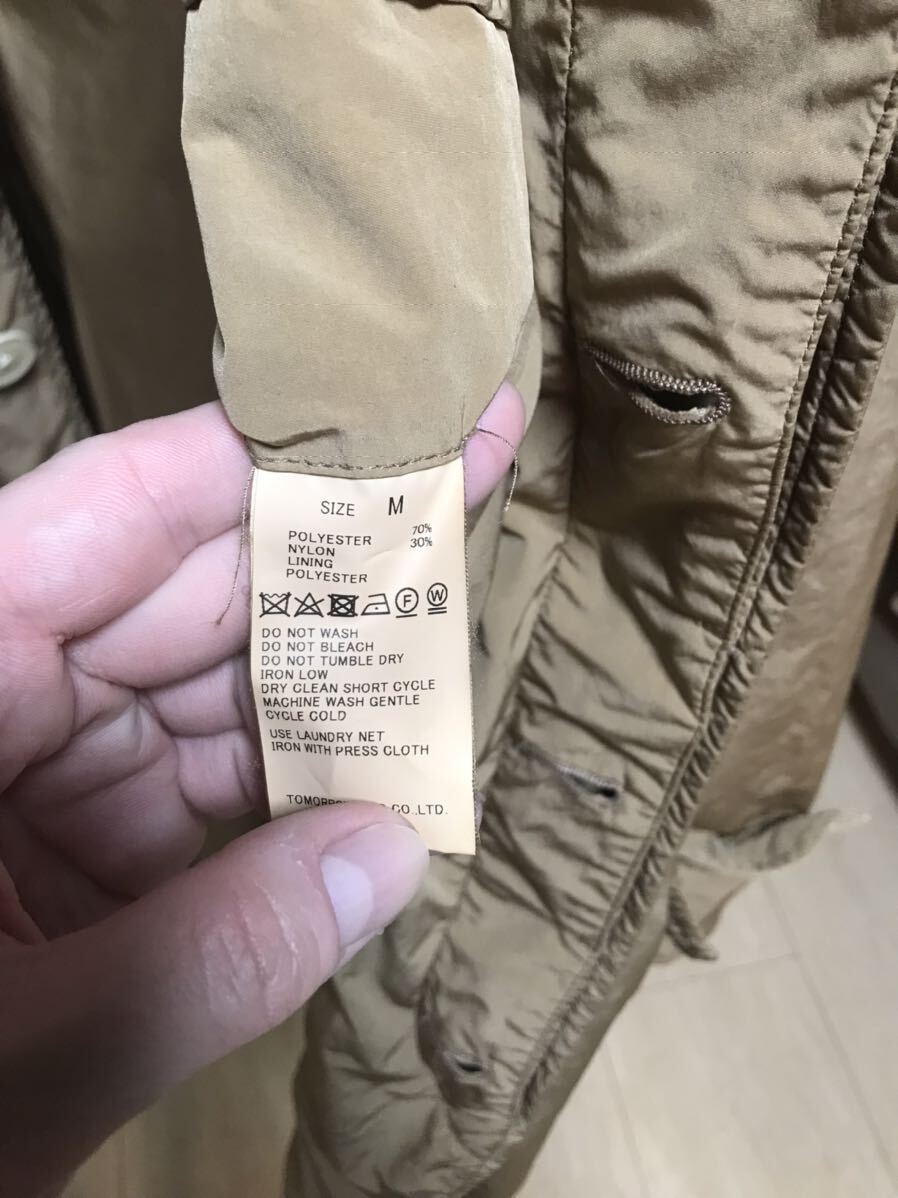 SIZE M
POLYESTER 70%
NYLON 30%
LINING
POLYESTER
F W
DO NOT WASH
DO NOT BLEACH
DO NOT TUMBLE DRY
IRON LOW
DRY CLEAN SHORT CYCLE
MACHINE WASH GENTLE
CYCLE COLD
USE LAUNDRY NET
IRON WITH PRESS CLOTH
CO.,LTD.